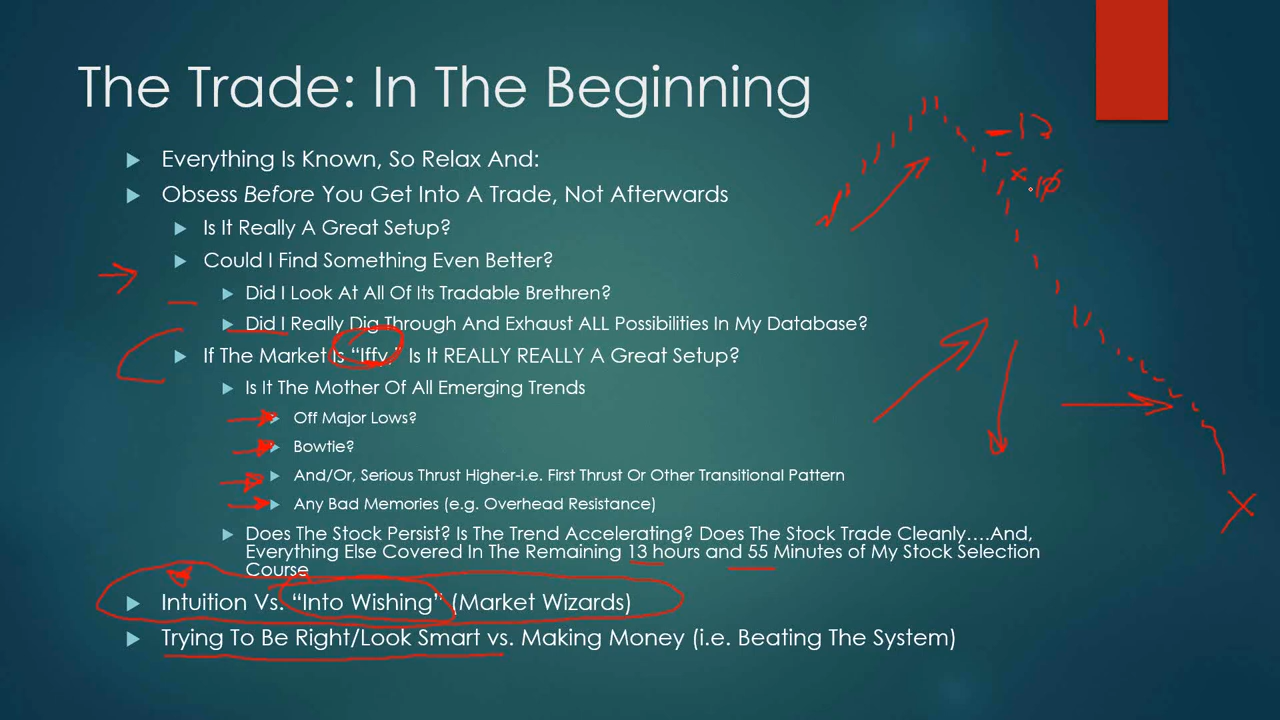 The Trade: In The Beginning
Everything Is Known, So Relax And:
Obsess Before You Get Into A Trade, Not Afterwards
Is It Really A Great Setup?
Could I Find Something Even Better?
Did I Look At All Of Its Tradable Brethren?
Did I Really Dig Through And Exhaust ALL Possibilities In My Database?
If The Market Is “Iffy,” Is It REALLY REALLY A Great Setup?
Is It The Mother Of All Emerging Trends
Off Major Lows?
Bowtie?
And/Or, Serious Thrust Higher-i.e. First Thrust Or Other Transitional Pattern
Any Bad Memories (e.g. Overhead Resistance)
Does The Stock Persist? Is The Trend Accelerating? Does The Stock Trade Cleanly....And,
Everything Else Covered In The Remaining 13 hours and 55 Minutes of My Stock Selection
Course
Intuition Vs. “Into Wishing” (Market Wizards)
Trying To Be Right/Look Smart vs. Making Money (i.e. Beating The System)
12